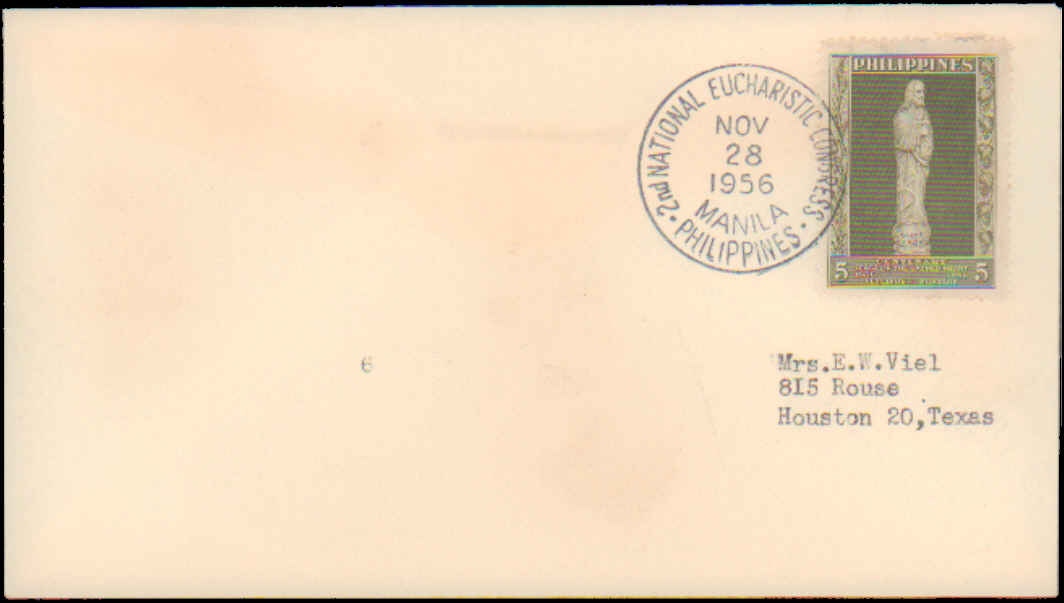 PHILIPPINES
5 CENTENARY 5
2nd NATIONAL EUCHARISTIC CONGRESS
NOV
28
1956
MANILA
PHILIPPINES
6
Mrs.E.W.Viel
815 Rouse
Houston 20,Texas